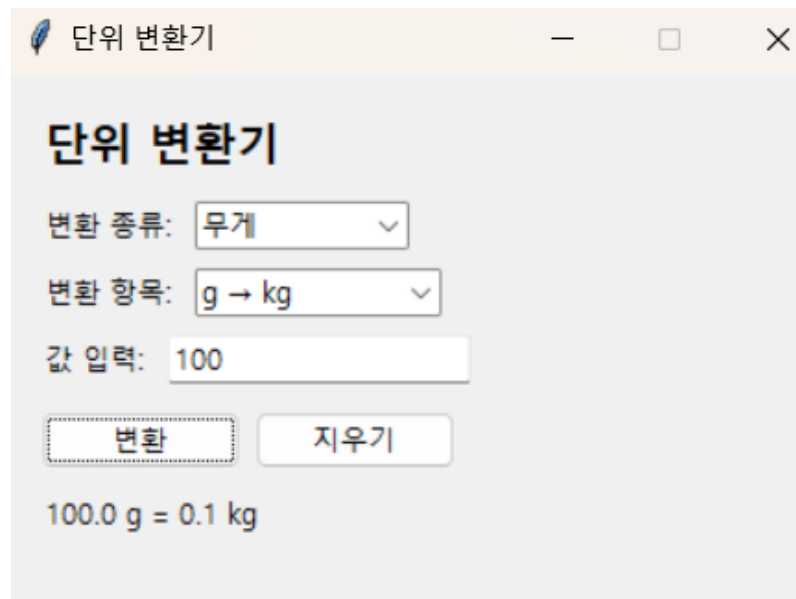 단위 변환기
단위 변환기
변환 종류: 무게
변환 항목: g → kg
값 입력: 100
변환 지우기
100.0 g = 0.1 kg